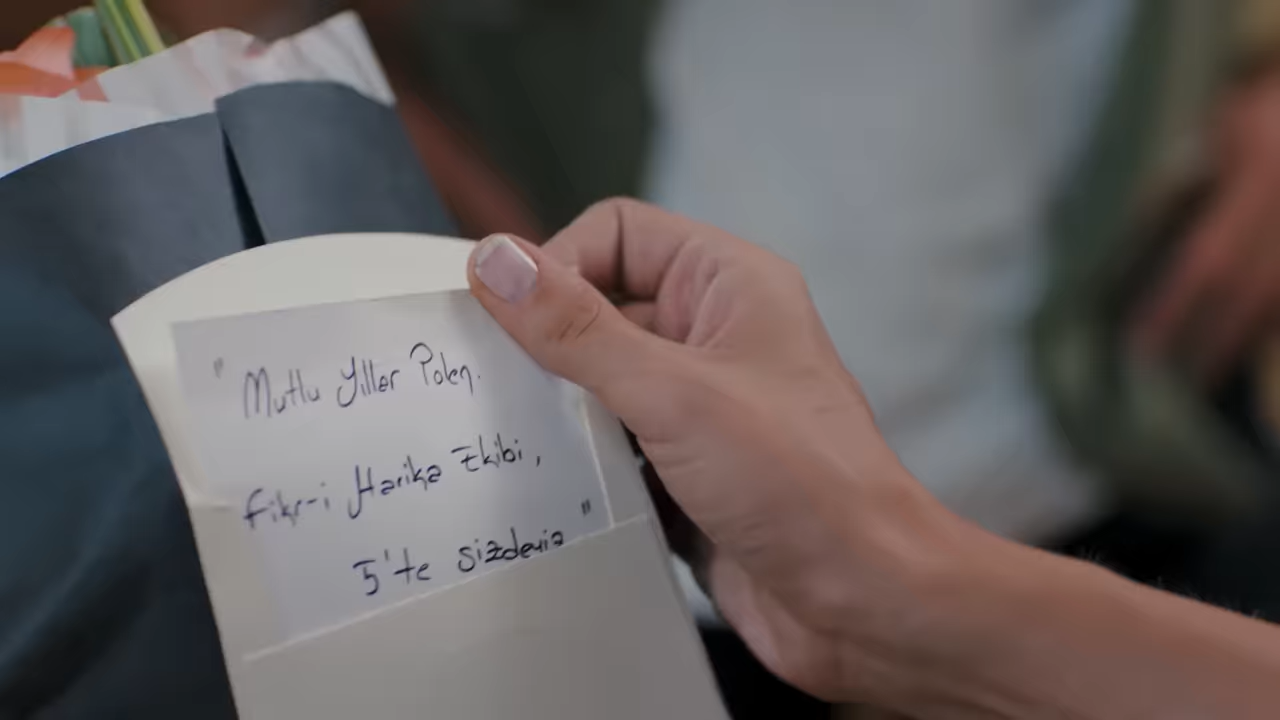 "Mutlu Yıllar Polen.
Fikr-i Harika Ekibi,
5'te sizdeyiz"